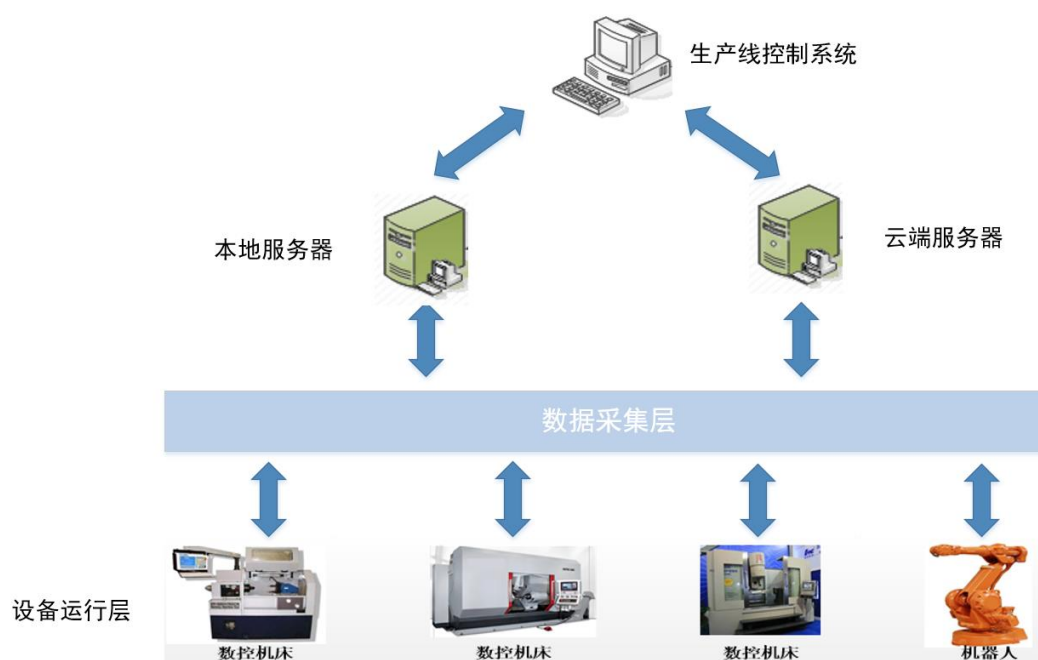 生产线控制系统
本地服务器
云端服务器
数据采集层
设备运行层
数控机床
数控机床
数控机床
机器人